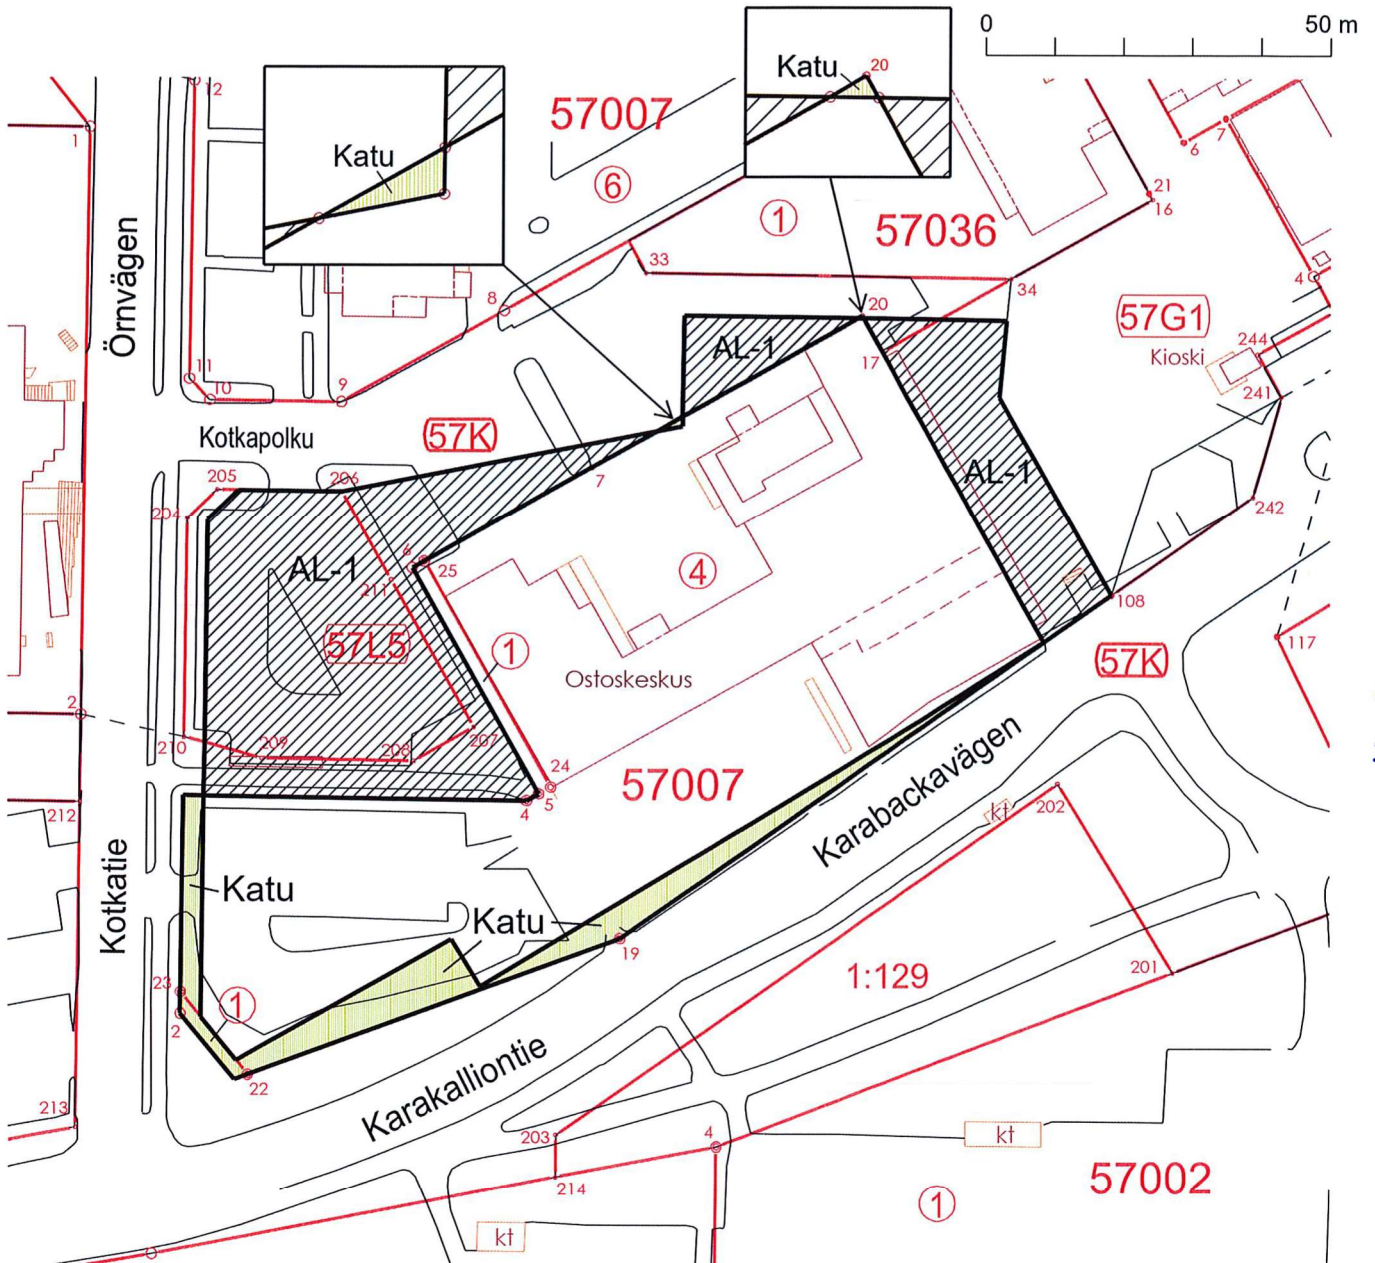 0
50 m
12
Katu
57007
6
Katu
20
1
57036
6
7
21
16
4
1
Örnvägen
33
34
20
57G1
244
Kioski
241
8
AL-1
17
11
10
9
Kotkapolku
57K
7
205
206
204
AL-1
242
6
25
AL-1
211
4
108
117
57L5
1
Ostoskeskus
57K
2
210
209
208
207
24
5
4
57007
Karabackavägen
kt
202
212
Kotkatie
Katu
Katu
19
1:129
201
23
1
2
22
Karakalliontie
213
203
4
kt
214
57002
1
kt